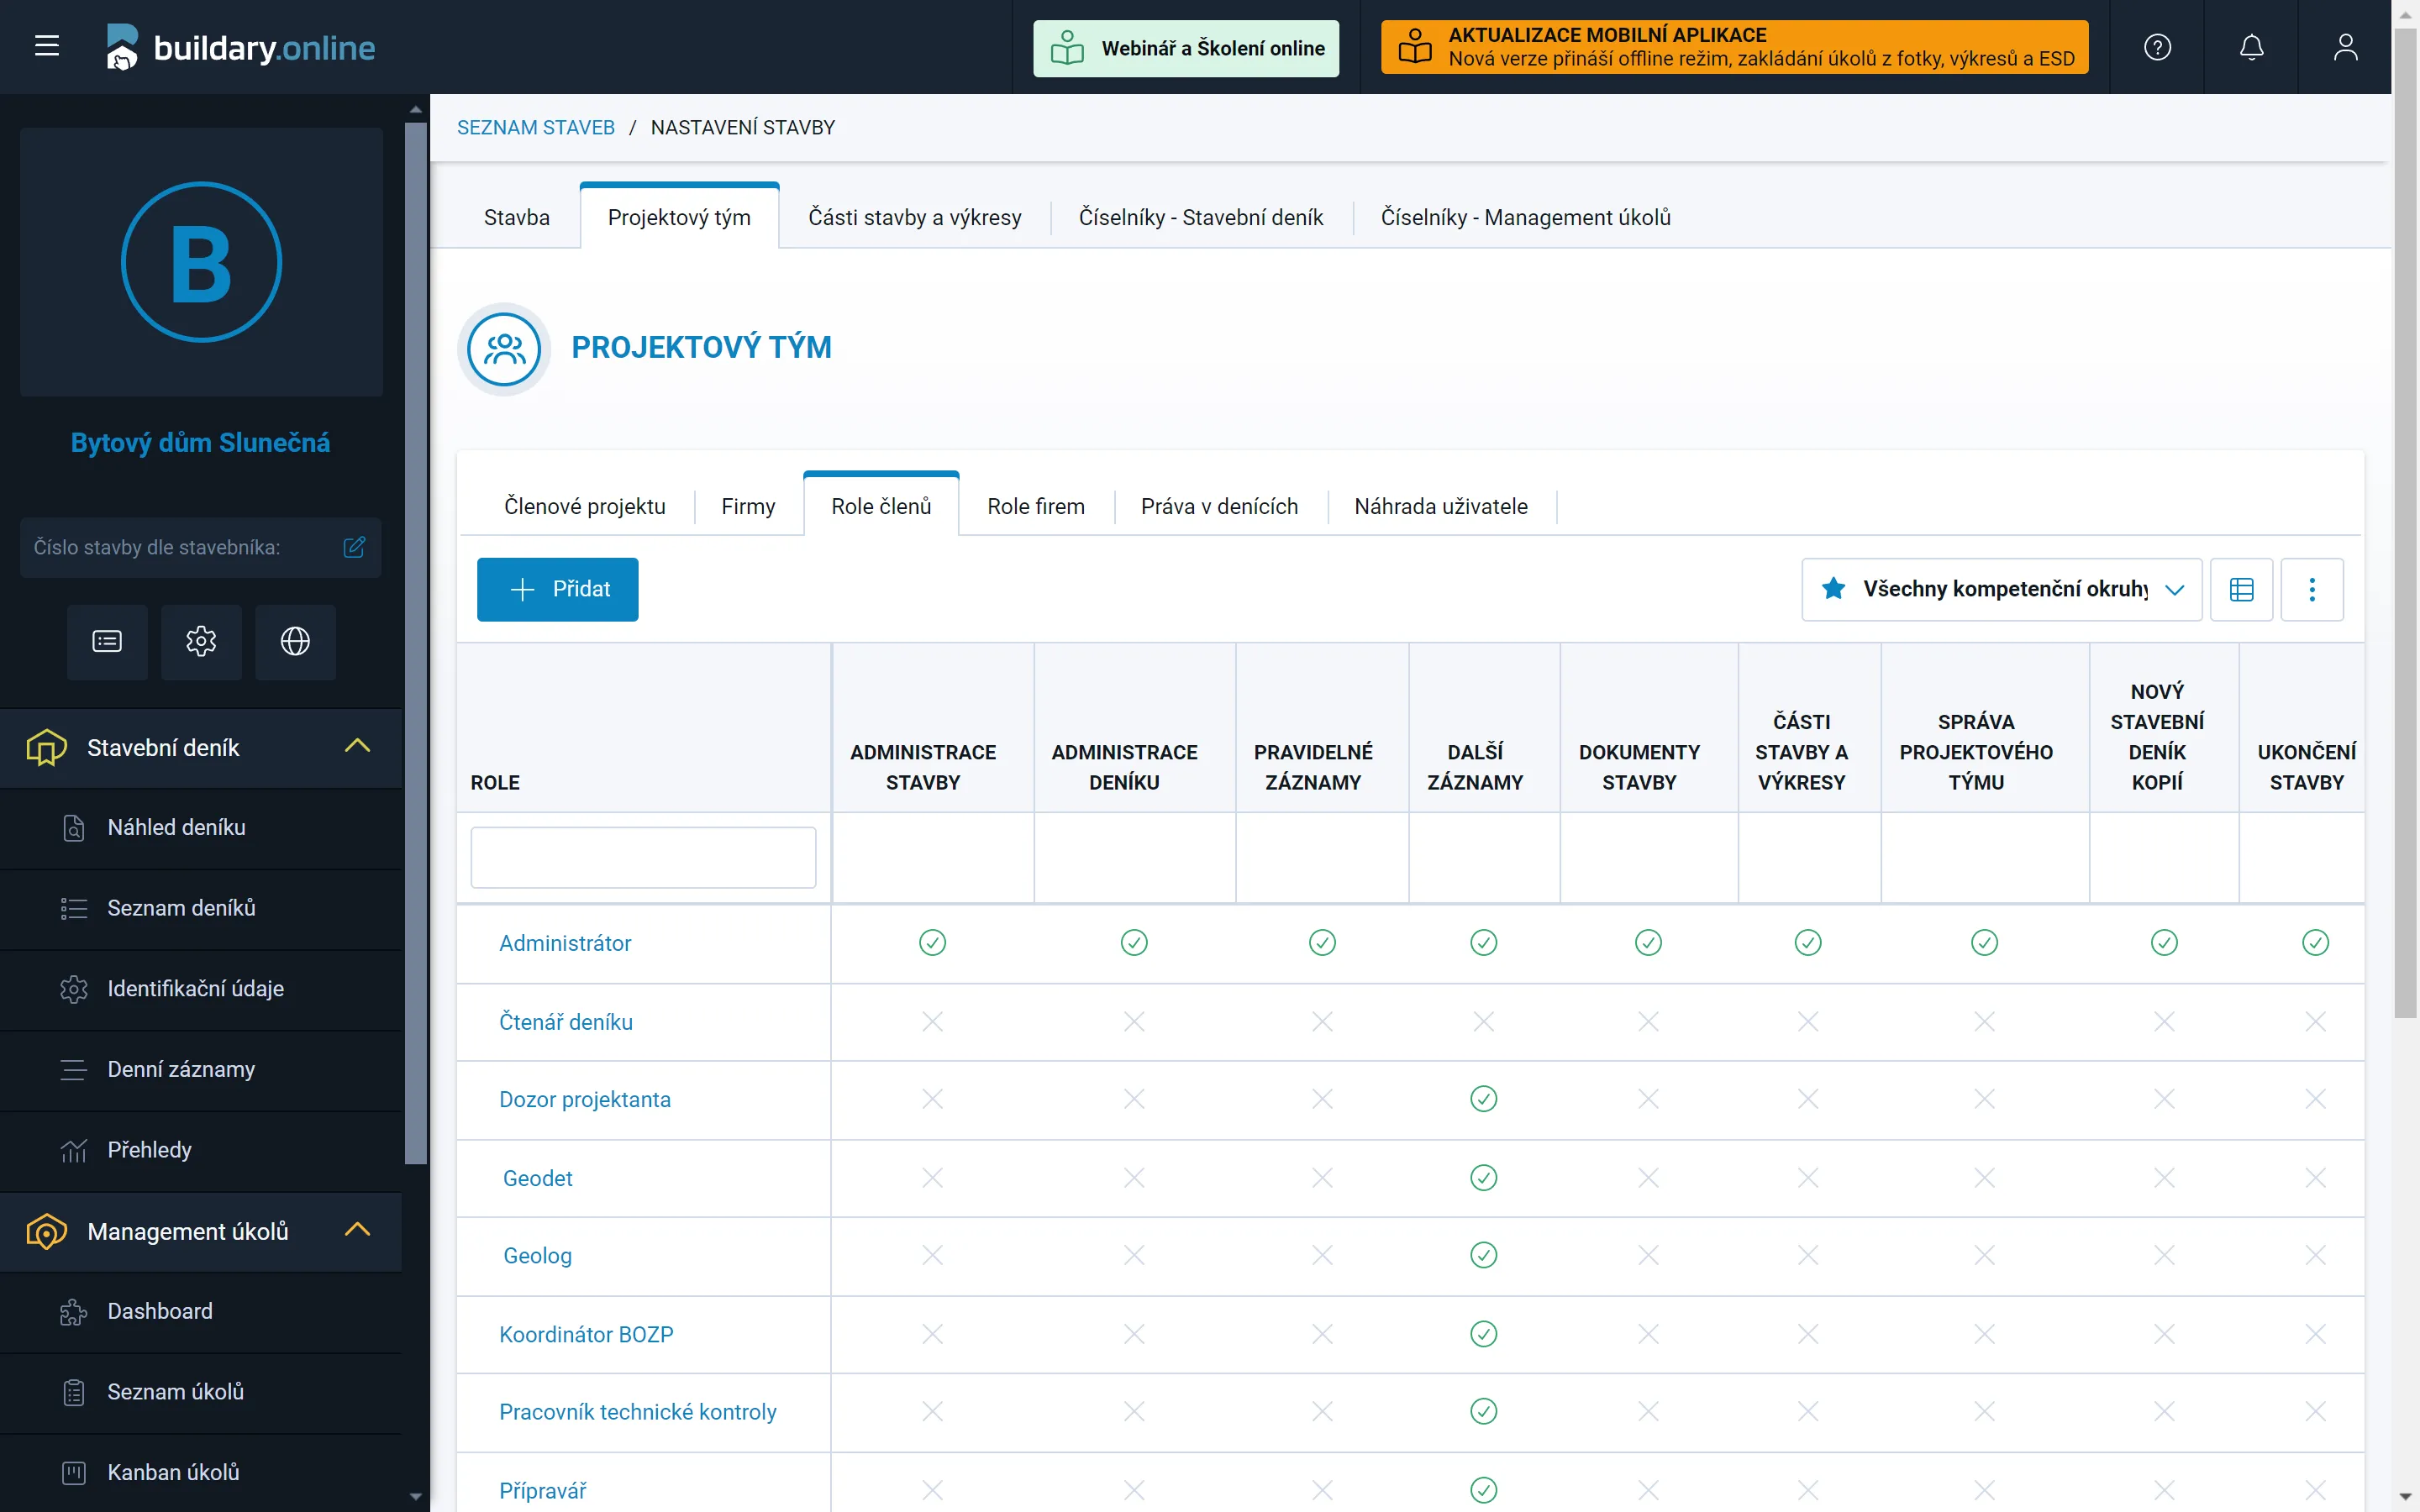 buildary.online
Webinář a Školení online
AKTUALIZACE MOBILNÍ APLIKACE
Nová verze přináší offline režim, zakládání úkolů z fotky, výkresů a ESD
SEZNAM STAVEB / NASTAVENÍ STAVBY
B
Bytový dům Slunečná
Číslo stavby dle stavebníka:
Stavební deník
Náhled deníku
Seznam deníků
Identifikační údaje
Denní záznamy
Přehledy
Management úkolů
Dashboard
Seznam úkolů
Kanban úkolů
Stavba
Projektový tým
Části stavby a výkresy
Číselníky - Stavební deník
Číselníky - Management úkolů
PROJEKTOVÝ TÝM
Členové projektu
Firmy
Role členů
Role firem
Práva v denících
Náhrada uživatele
Přidat
Všechny kompetenční okruhy
ROLE
ADMINISTRACE
STAVBY
ADMINISTRACE
DENÍKU
PRAVIDELNÉ
ZÁZNAMY
DALŠÍ
ZÁZNAMY
DOKUMENTY
STAVBY
ČÁSTI
STAVBY A
VÝKRESY
SPRÁVA
PROJEKTOVÉHO
TÝMU
NOVÝ
STAVEBNÍ
DENÍK
KOPIÍ
UKONČENÍ
STAVBY
Administrátor
Čtenář deníku
Dozor projektanta
Geodet
Geolog
Koordinátor BOZP
Pracovník technické kontroly
Přípravář